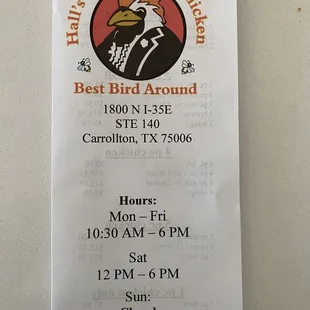 Hall's Chicken
Best Bird Around
1800 N I-35E
STE 140
Carrollton, TX 75006
Hours:
Mon – Fri
10:30 AM – 6 PM
Sat
12 PM – 6 PM
Sun: